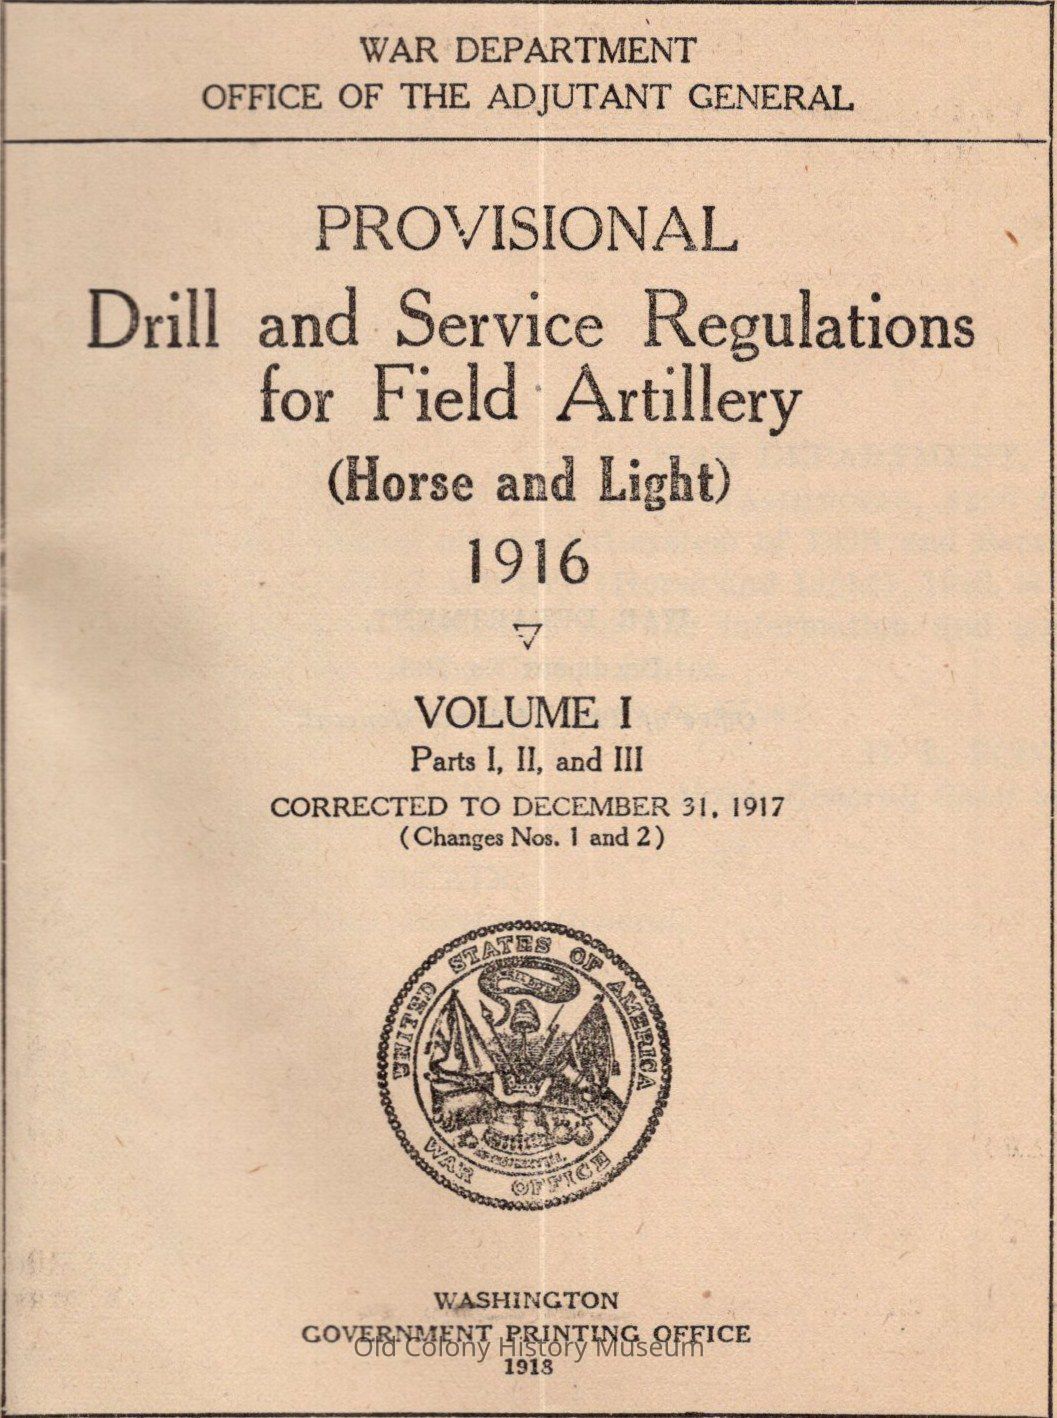 WAR DEPARTMENT
OFFICE OF THE ADJUTANT GENERAL
PROVISIONAL
Drill and Service Regulations
for Field Artillery
(Horse and Light)
1916
VOLUME I
Parts I, II, and III
CORRECTED TO DECEMBER 31, 1917
(Changes Nos. 1 and 2)
UNITED STATES OF AMERICA
WAR OFFICE
WASHINGTON
GOVERNMENT PRINTING OFFICE
Old Colony History Museum
1918